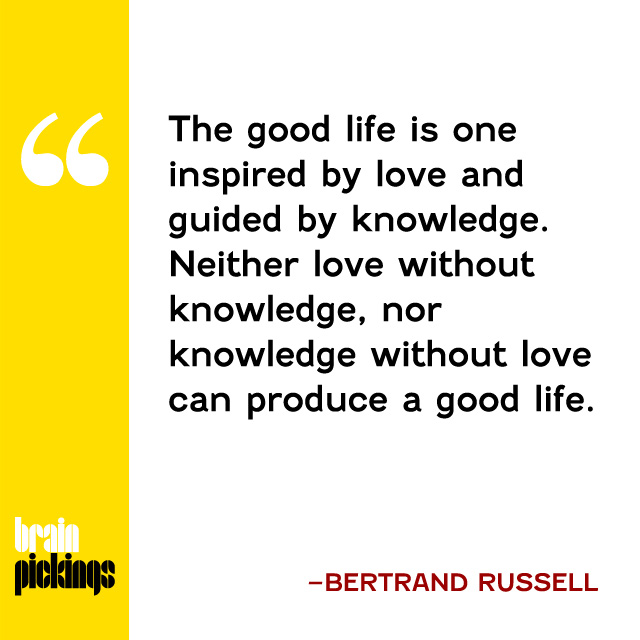 “
The good life is one
inspired by love and
guided by knowledge.
Neither love without
knowledge, nor
knowledge without love
can produce a good life.
brain
pickings
–BERTRAND RUSSELL